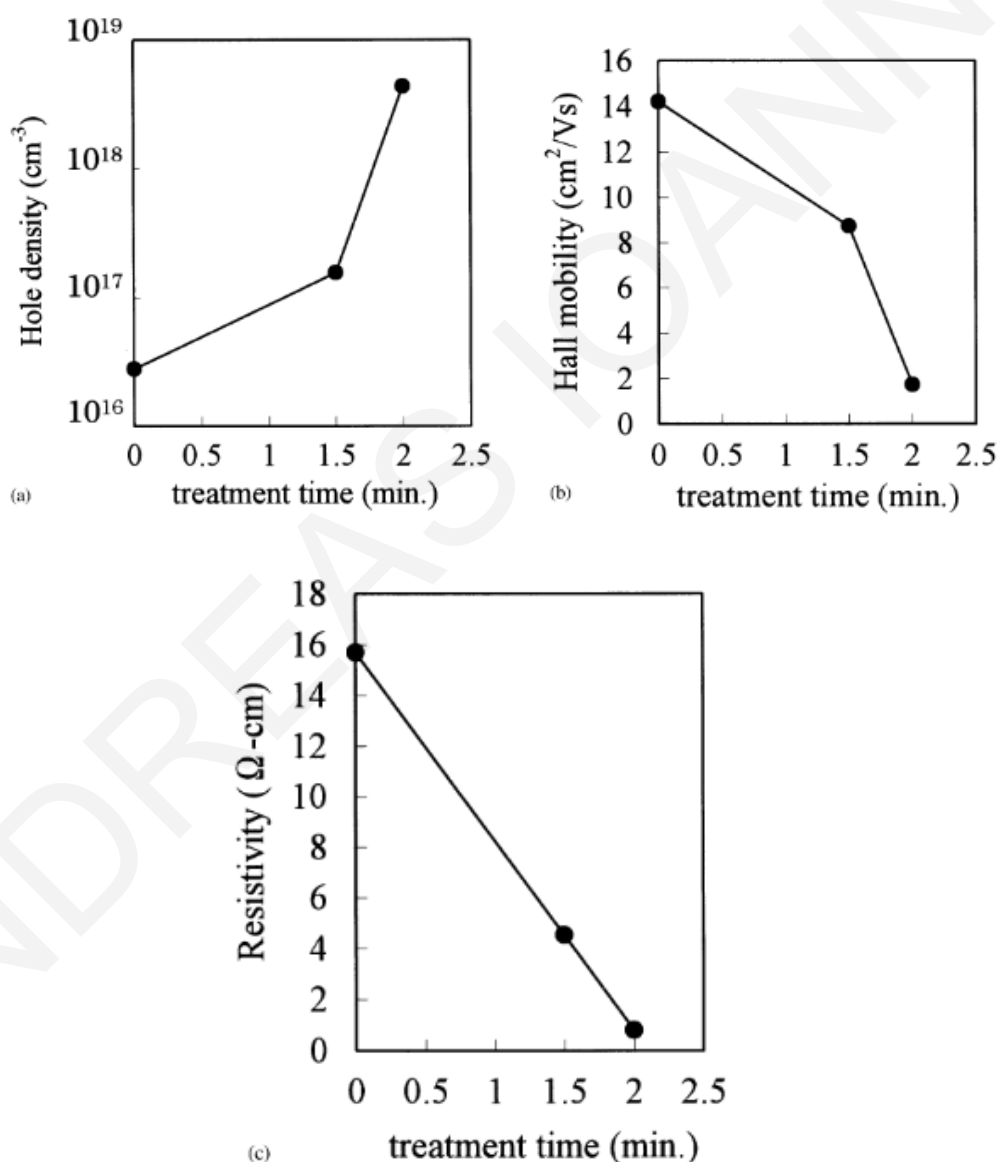 Hole density (cm⁻³)
10¹⁹
10¹⁸
10¹⁷
10¹⁶
0 0.5 1 1.5 2 2.5
treatment time (min.)
(a)
Hall mobility (cm²/Vs)
16
14
12
10
8
6
4
2
0
0 0.5 1 1.5 2 2.5
treatment time (min.)
(b)
Resistivity (Ω-cm)
18
16
14
12
10
8
6
4
2
0
0 0.5 1 1.5 2 2.5
treatment time (min.)
(c)
NDREAS IOANN